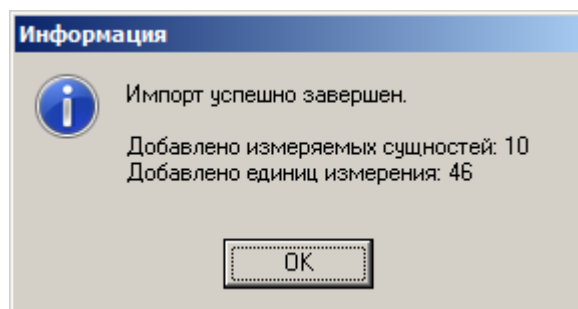 Информация
Импорт успешно завершен.
Добавлено измеряемых сущностей: 10
Добавлено единиц измерения: 46
OK